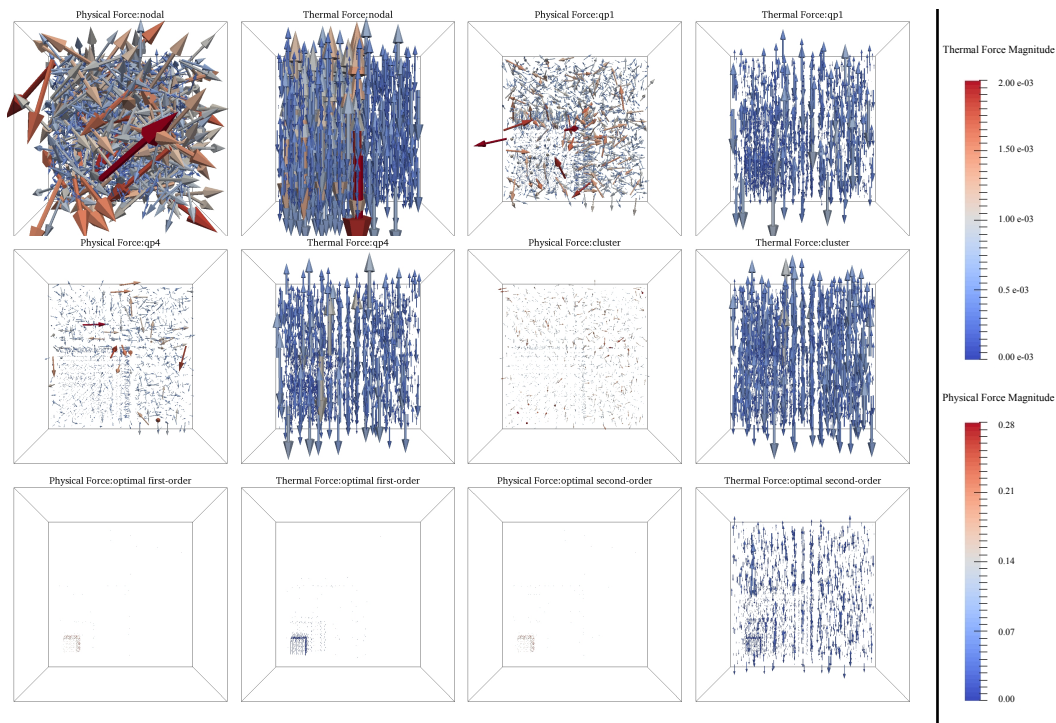 Physical Force:nodal
Thermal Force:nodal
Physical Force:qp1
Thermal Force:qp1
Physical Force:qp4
Thermal Force:qp4
Physical Force:cluster
Thermal Force:cluster
Physical Force:optimal first-order
Thermal Force:optimal first-order
Physical Force:optimal second-order
Thermal Force:optimal second-order
Thermal Force Magnitude
2.00 e-03
1.50 e-03
1.00 e-03
0.5 e-03
0.00 e-03
Physical Force Magnitude
0.28
0.21
0.14
0.07
0.00